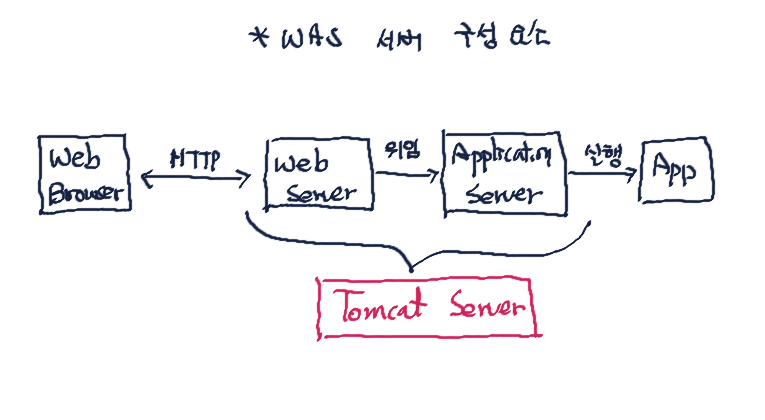 * WAS 서버 구성 요소
Web
Browser
HTTP
Web
Server
위임
Application
Server
실행
App
Tomcat Server